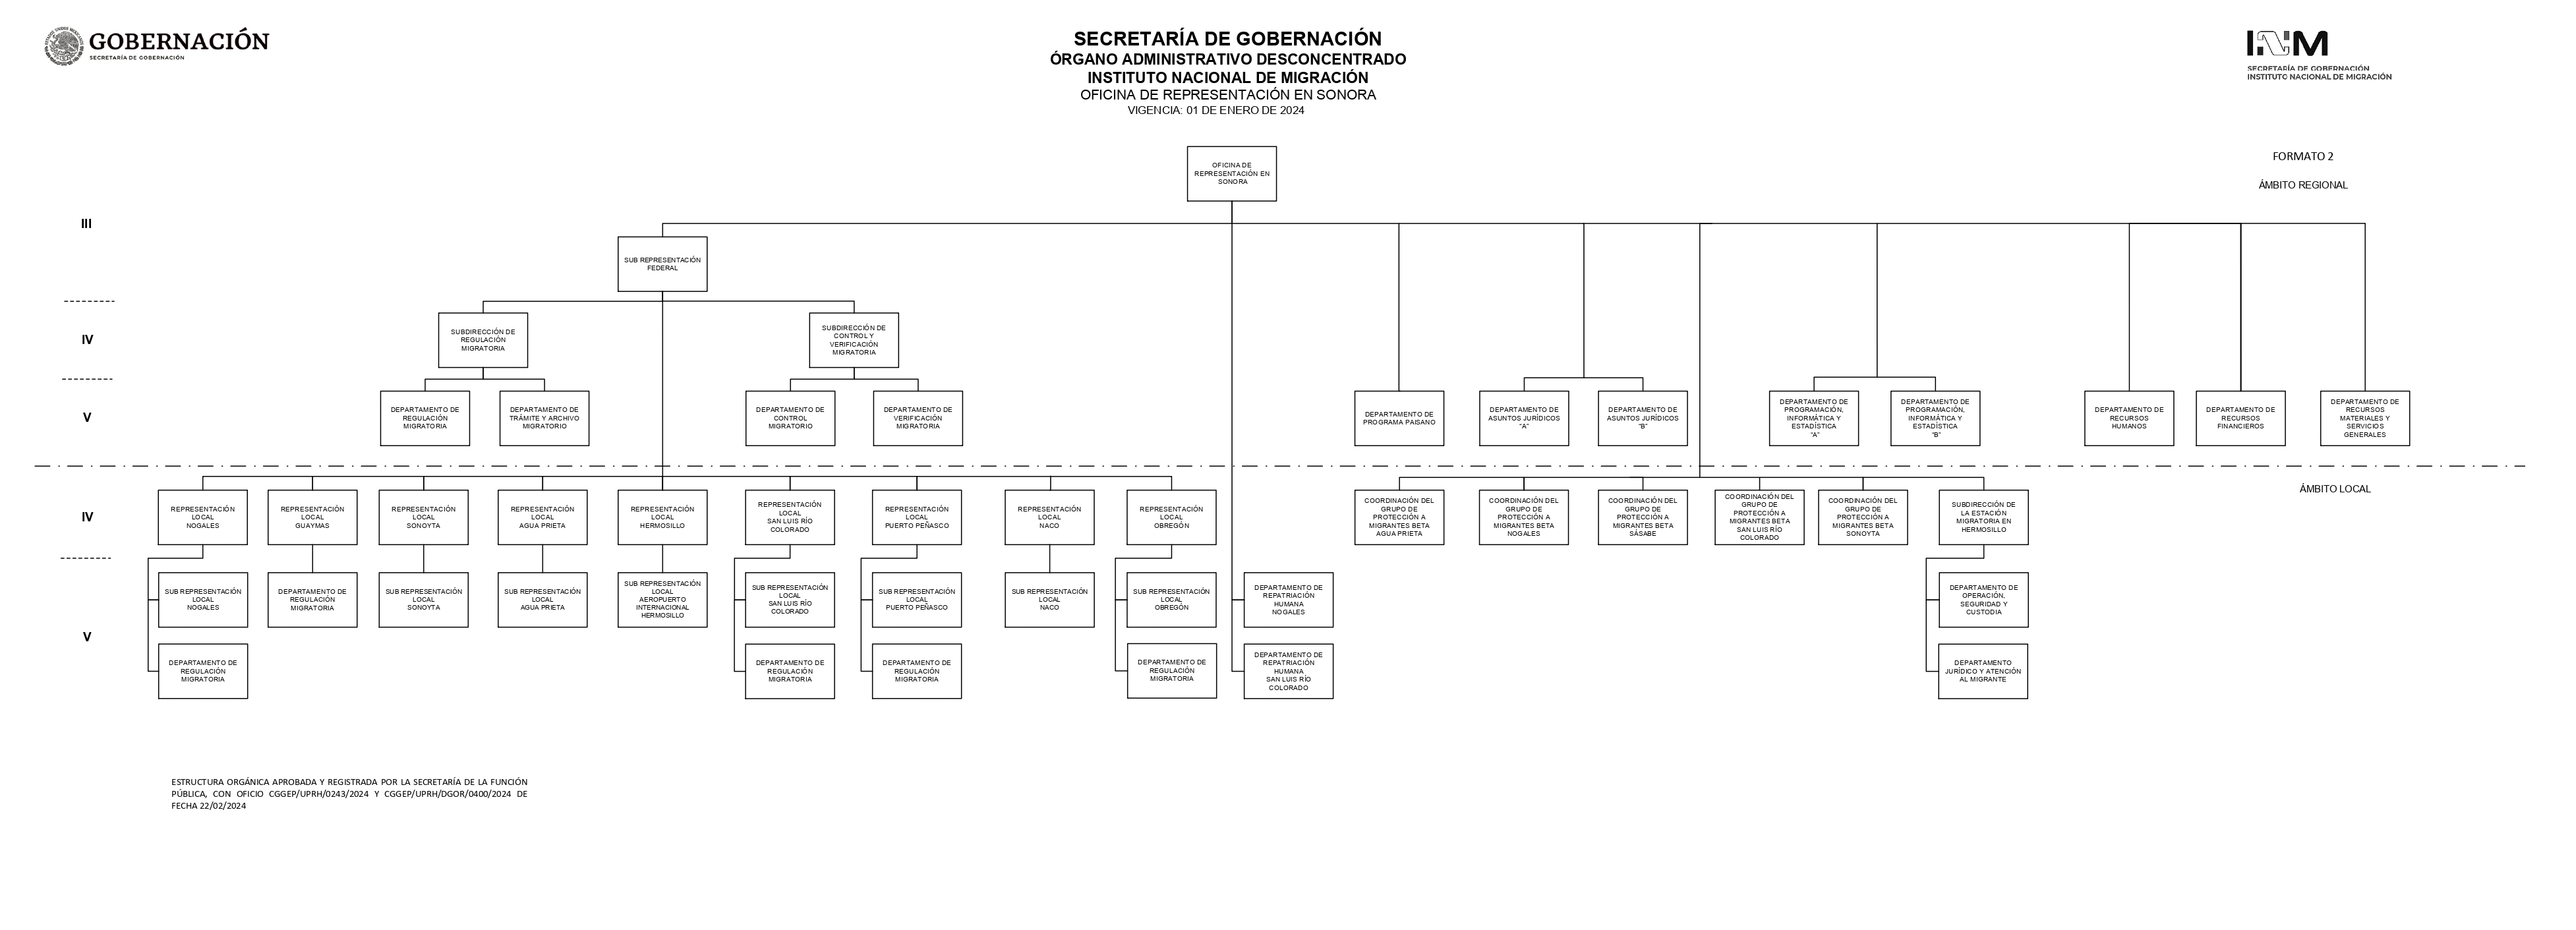 GOBERNACIÓN
SECRETARÍA DE GOBERNACIÓN
SECRETARÍA DE GOBERNACIÓN
ÓRGANO ADMINISTRATIVO DESCONCENTRADO
INSTITUTO NACIONAL DE MIGRACIÓN
OFICINA DE REPRESENTACIÓN EN SONORA
VIGENCIA: 01 DE ENERO DE 2024
INM
SECRETARÍA DE GOBERNACIÓN
INSTITUTO NACIONAL DE MIGRACIÓN
FORMATO 2
ÁMBITO REGIONAL
OFICINA DE
REPRESENTACIÓN EN
SONORA
III
SUB REPRESENTACIÓN
FEDERAL
IV
SUBDIRECCIÓN DE
REGULACIÓN
MIGRATORIA
SUBDIRECCIÓN DE
CONTROL Y
VERIFICACIÓN
MIGRATORIA
V
DEPARTAMENTO DE
REGULACIÓN
MIGRATORIA
DEPARTAMENTO DE
TRÁMITE Y ARCHIVO
MIGRATORIO
DEPARTAMENTO DE
CONTROL
MIGRATORIO
DEPARTAMENTO DE
VERIFICACIÓN
MIGRATORIA
DEPARTAMENTO DE
PROGRAMA PAISANO
DEPARTAMENTO DE
ASUNTOS JURÍDICOS
"A"
DEPARTAMENTO DE
ASUNTOS JURÍDICOS
"B"
DEPARTAMENTO DE
PROGRAMACIÓN,
INFORMÁTICA Y
ESTADÍSTICA
"A"
DEPARTAMENTO DE
PROGRAMACIÓN,
INFORMÁTICA Y
ESTADÍSTICA
"B"
DEPARTAMENTO DE
RECURSOS
HUMANOS
DEPARTAMENTO DE
RECURSOS
FINANCIEROS
DEPARTAMENTO DE
RECURSOS
MATERIALES Y
SERVICIOS
GENERALES
ÁMBITO LOCAL
IV
REPRESENTACIÓN
LOCAL
NOGALES
REPRESENTACIÓN
LOCAL
GUAYMAS
REPRESENTACIÓN
LOCAL
SONOYTA
REPRESENTACIÓN
LOCAL
AGUA PRIETA
REPRESENTACIÓN
LOCAL
HERMOSILLO
REPRESENTACIÓN
LOCAL
SAN LUIS RÍO
COLORADO
REPRESENTACIÓN
LOCAL
PUERTO PEÑASCO
REPRESENTACIÓN
LOCAL
NACO
REPRESENTACIÓN
LOCAL
OBREGÓN
COORDINACIÓN DEL
GRUPO DE
PROTECCIÓN A
MIGRANTES BETA
AGUA PRIETA
COORDINACIÓN DEL
GRUPO DE
PROTECCIÓN A
MIGRANTES BETA
NOGALES
COORDINACIÓN DEL
GRUPO DE
PROTECCIÓN A
MIGRANTES BETA
SÁSABE
COORDINACIÓN DEL
GRUPO DE
PROTECCIÓN A
MIGRANTES BETA
SAN LUIS RÍO
COLORADO
COORDINACIÓN DEL
GRUPO DE
PROTECCIÓN A
MIGRANTES BETA
SONOYTA
SUBDIRECCIÓN DE
LA ESTACIÓN
MIGRATORIA EN
HERMOSILLO
V
SUB REPRESENTACIÓN
LOCAL
NOGALES
DEPARTAMENTO DE
REGULACIÓN
MIGRATORIA
SUB REPRESENTACIÓN
LOCAL
SONOYTA
SUB REPRESENTACIÓN
LOCAL
AGUA PRIETA
SUB REPRESENTACIÓN
LOCAL
AEROPUERTO
INTERNACIONAL
HERMOSILLO
SUB REPRESENTACIÓN
LOCAL
SAN LUIS RÍO
COLORADO
SUB REPRESENTACIÓN
LOCAL
PUERTO PEÑASCO
SUB REPRESENTACIÓN
LOCAL
NACO
SUB REPRESENTACIÓN
LOCAL
OBREGÓN
DEPARTAMENTO DE
REPATRIACIÓN
HUMANA
NOGALES
DEPARTAMENTO DE
OPERACIÓN,
SEGURIDAD Y
CUSTODIA
DEPARTAMENTO DE
REGULACIÓN
MIGRATORIA
DEPARTAMENTO DE
REGULACIÓN
MIGRATORIA
DEPARTAMENTO DE
REGULACIÓN
MIGRATORIA
DEPARTAMENTO DE
REGULACIÓN
MIGRATORIA
DEPARTAMENTO DE
REPATRIACIÓN
HUMANA
SAN LUIS RÍO
COLORADO
DEPARTAMENTO
JURÍDICO Y ATENCIÓN
AL MIGRANTE
ESTRUCTURA ORGÁNICA APROBADA Y REGISTRADA POR LA SECRETARÍA DE LA FUNCIÓN
PÚBLICA, CON OFICIO CGGEP/UPRH/0243/2024 Y CGGEP/UPRH/DGOR/0400/2024 DE
FECHA 22/02/2024